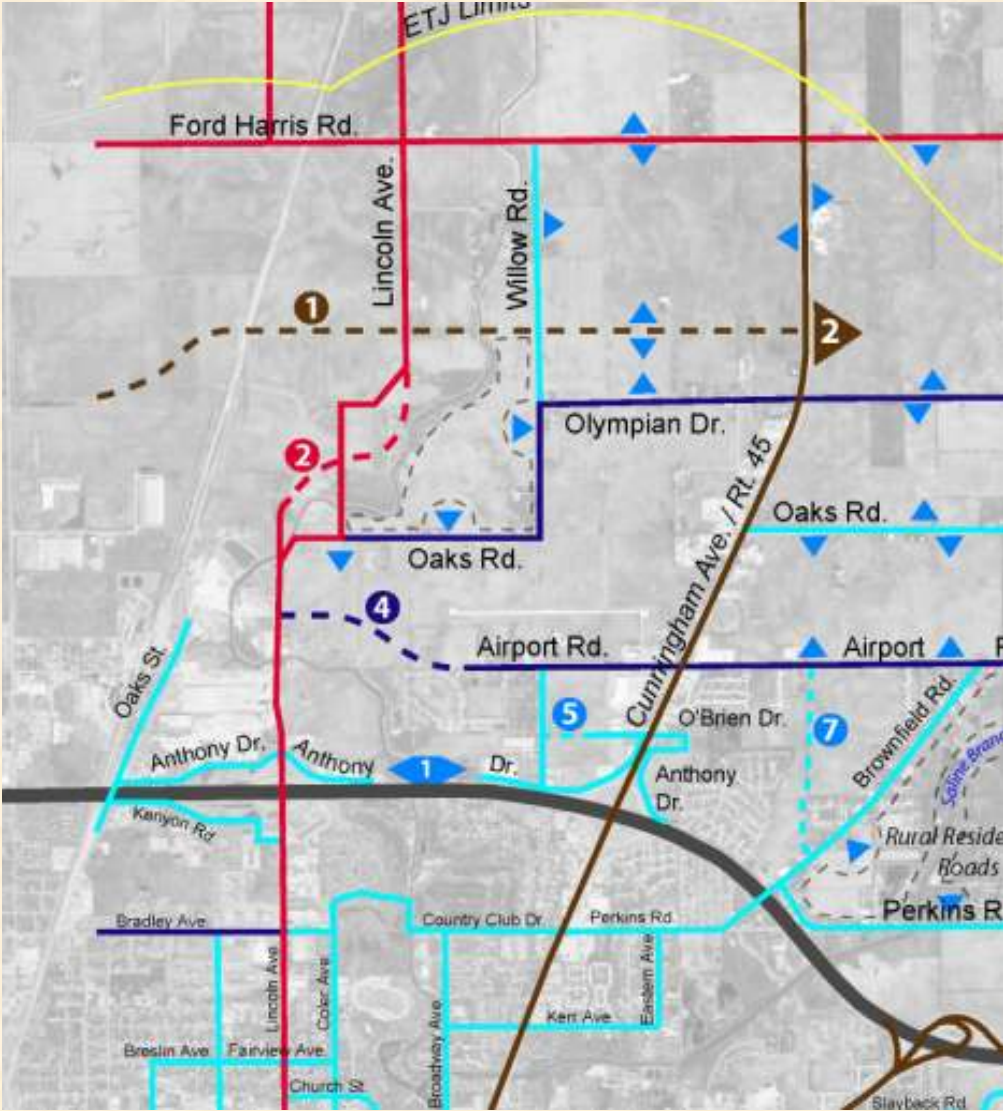 ETJ Limits
Ford Harris Rd.
Lincoln Ave.
Willow Rd.
1
2
Olympian Dr.
2
Cunningham Ave. / Rt. 45
Oaks Rd.
Oaks Rd.
4
Airport Rd.
Airport
R
Oaks St.
5
O'Brien Dr.
7
Brownfield Rd.
Anthony Dr.
Anthony
1
Dr.
Anthony
Dr.
Saline Branc
Kenyon Rd
Rural Reside
Roads
Bradley Ave.
Country Club Dr.
Perkins Rd
Perkins R
Lincoln Ave
Coler Ave
Broadway Ave
Eastern Ave
Kerr Ave
Breslin Ave.
Fairview Ave.
Church St.
Slayback Rd.